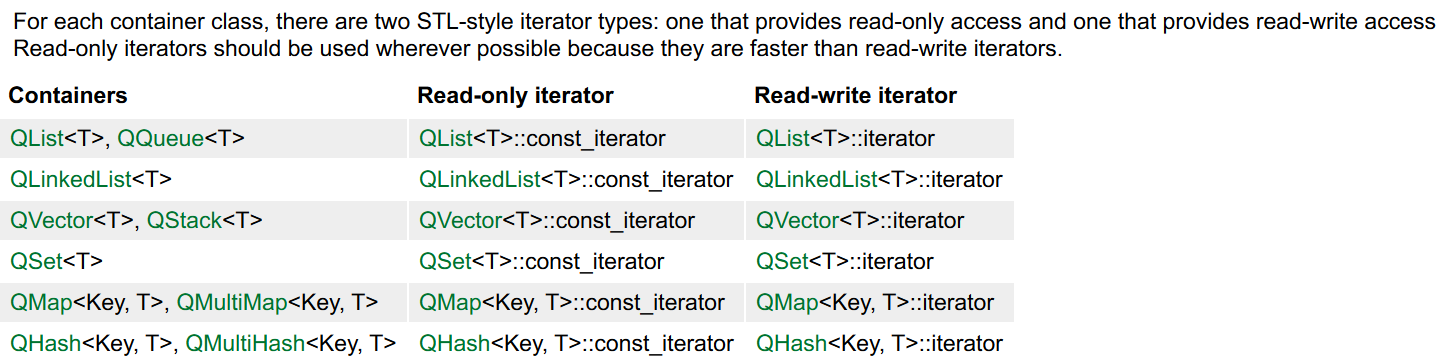 For each container class, there are two STL-style iterator types: one that provides read-only access and one that provides read-write access
Read-only iterators should be used wherever possible because they are faster than read-write iterators.
Containers Read-only iterator Read-write iterator
QList<T>, QQueue<T> QList<T>::const_iterator QList<T>::iterator
QLinkedList<T> QLinkedList<T>::const_iterator QLinkedList<T>::iterator
QVector<T>, QStack<T> QVector<T>::const_iterator QVector<T>::iterator
QSet<T> QSet<T>::const_iterator QSet<T>::iterator
QMap<Key, T>, QMultiMap<Key, T> QMap<Key, T>::const_iterator QMap<Key, T>::iterator
QHash<Key, T>, QMultiHash<Key, T> QHash<Key, T>::const_iterator QHash<Key, T>::iterator